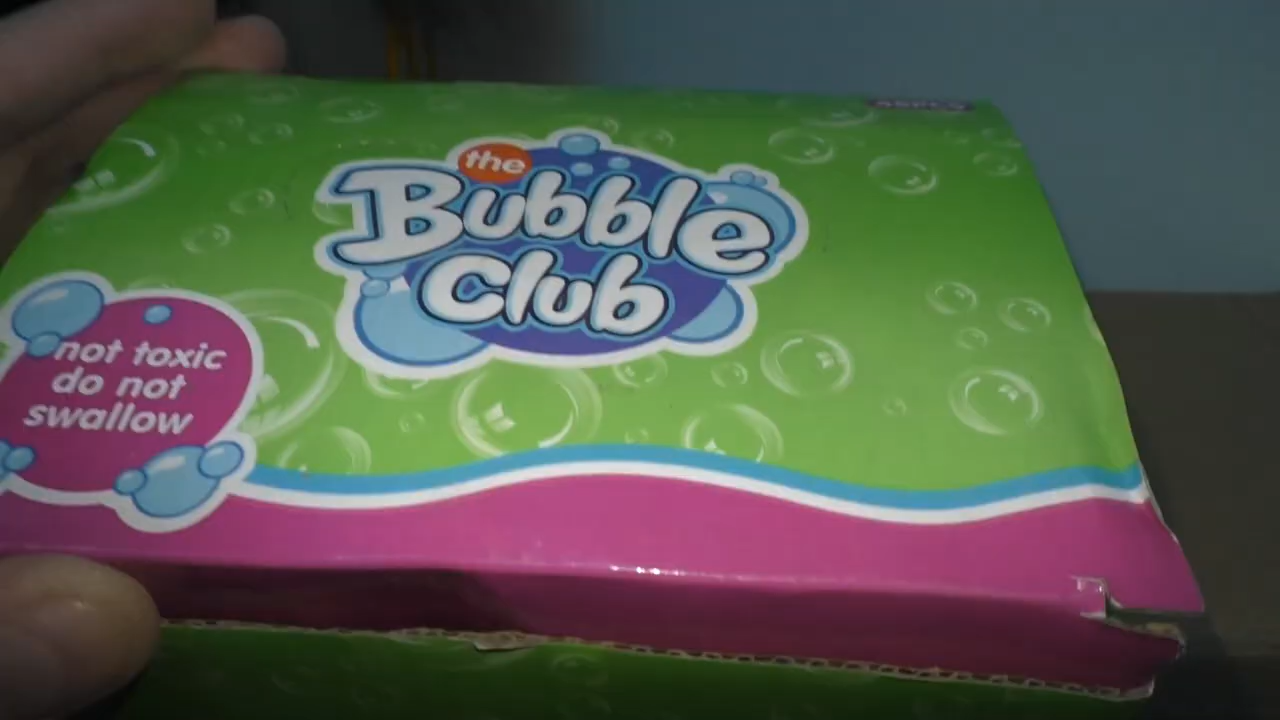 the
Bubble
Club
not toxic
do not
swallow